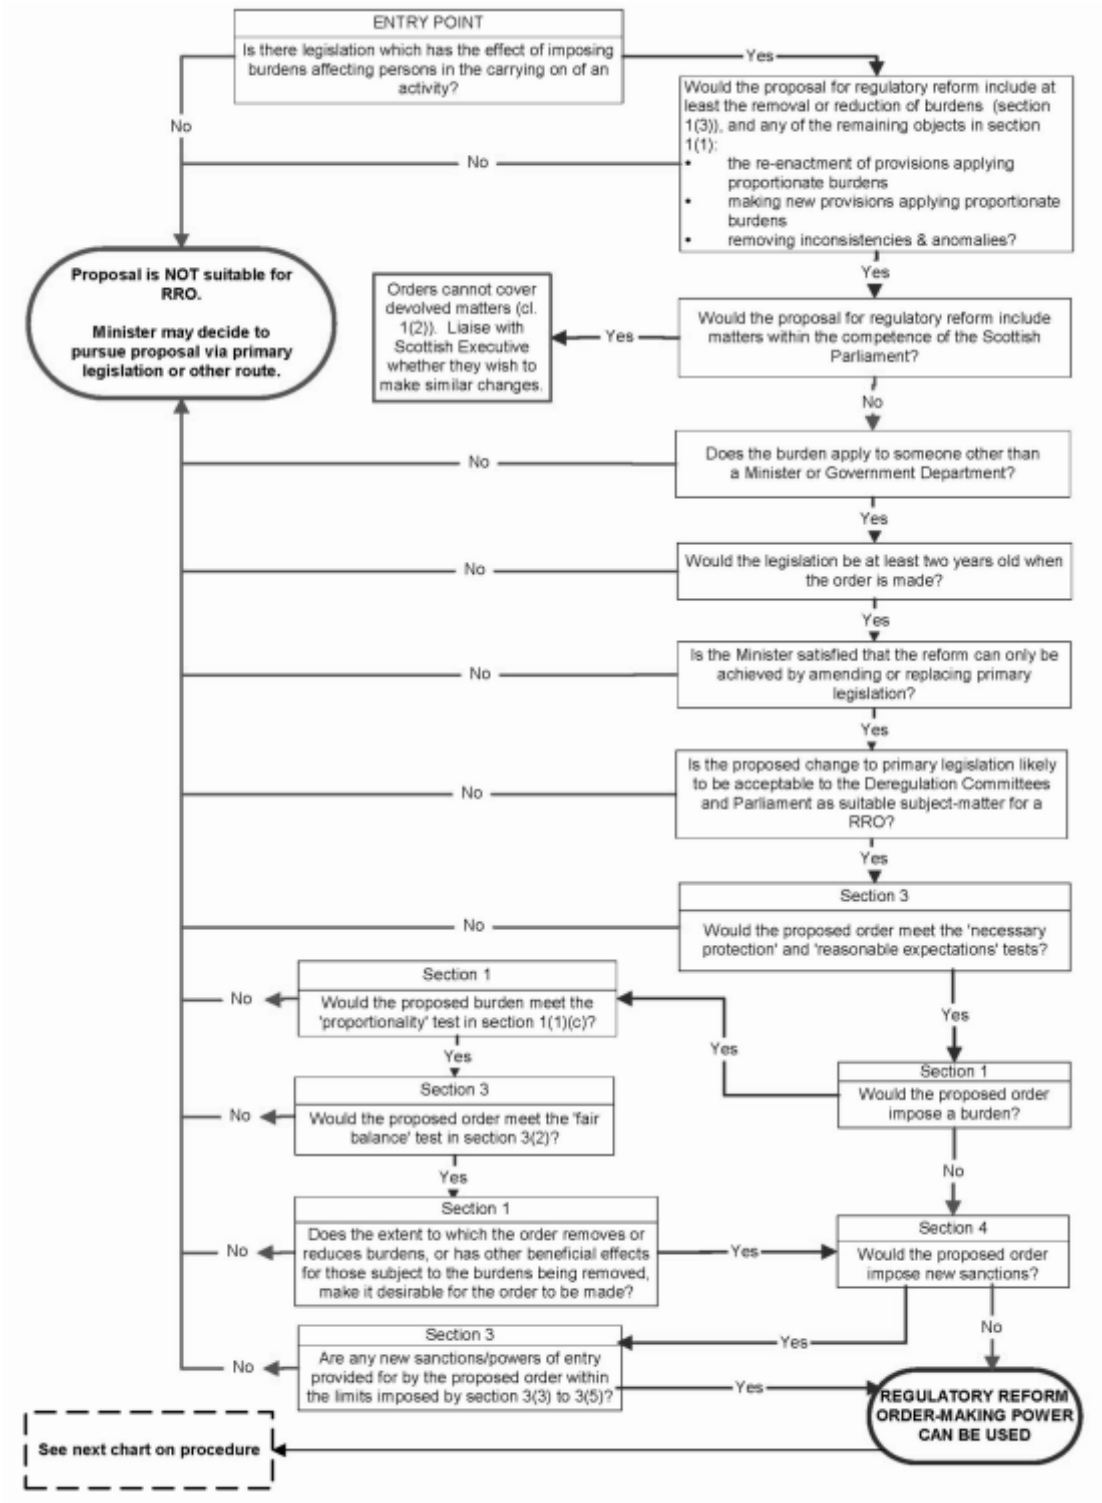 ENTRY POINT
Is there legislation which has the effect of imposing
burdens affecting persons in the carrying on of an
activity?
Yes
No
Would the proposal for regulatory reform include at
least the removal or reduction of burdens (section
1(3)), and any of the remaining objects in section
1(1):
• the re-enactment of provisions applying
proportionate burdens
• making new provisions applying proportionate
burdens
• removing inconsistencies & anomalies?
No
Yes
Proposal is NOT suitable for
RRO.
Minister may decide to
pursue proposal via primary
legislation or other route.
Orders cannot cover
devolved matters (cl.
1(2)). Liaise with
Scottish Executive
whether they wish to
make similar changes.
Yes
Would the proposal for regulatory reform include
matters within the competence of the Scottish
Parliament?
No
Does the burden apply to someone other than
a Minister or Government Department?
No
Yes
Would the legislation be at least two years old when
the order is made?
No
Yes
Is the Minister satisfied that the reform can only be
achieved by amending or replacing primary
legislation?
No
Yes
Is the proposed change to primary legislation likely
to be acceptable to the Deregulation Committees
and Parliament as suitable subject-matter for a
RRO?
No
Yes
Section 3
Would the proposed order meet the 'necessary
protection' and 'reasonable expectations' tests?
No
Yes
Section 1
Would the proposed order
impose a burden?
Yes
No
Section 1
Would the proposed burden meet the
'proportionality' test in section 1(1)(c)?
No
Yes
Section 3
Would the proposed order meet the 'fair
balance' test in section 3(2)?
No
Yes
Section 1
Does the extent to which the order removes or
reduces burdens, or has other beneficial effects
for those subject to the burdens being removed,
make it desirable for the order to be made?
No
Yes
Section 4
Would the proposed order
impose new sanctions?
Yes
No
Section 3
Are any new sanctions/powers of entry
provided for by the proposed order within
the limits imposed by section 3(3) to 3(5)?
No
Yes
REGULATORY REFORM
ORDER-MAKING POWER
CAN BE USED
See next chart on procedure